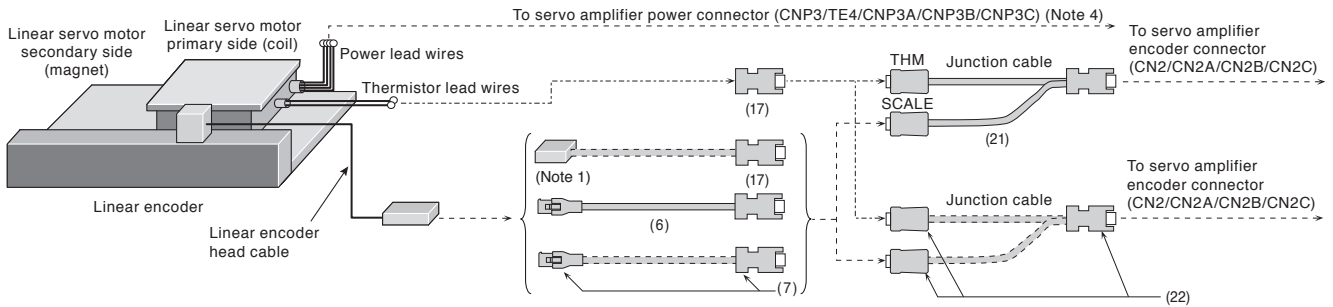 To servo amplifier power connector (CNP3/TE4/CNP3A/CNP3B/CNP3C) (Note 4)
Linear servo motor
secondary side
(magnet)
Linear servo motor
primary side (coil)
Power lead wires
Thermistor lead wires
(17)
THM
Junction cable
SCALE
(21)
To servo amplifier
encoder connector
(CN2/CN2A/CN2B/CN2C)
Linear encoder
Linear encoder
head cable
(Note 1)
(17)
(6)
(7)
Junction cable
(22)
To servo amplifier
encoder connector
(CN2/CN2A/CN2B/CN2C)